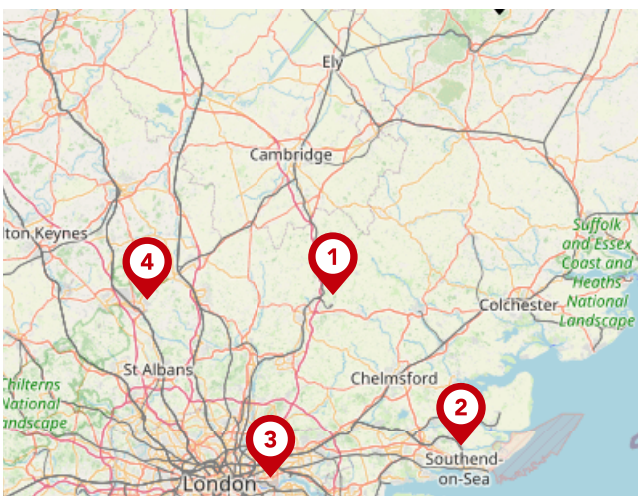 Ely
Cambridge
lton Keynes
Suffolk
and Essex
Coast and
Heaths
National
Landscape
4
1
Colchester
St Albans
Chelmsford
Chilterns
National
andscape
2
3
Southend-
on-Sea
London